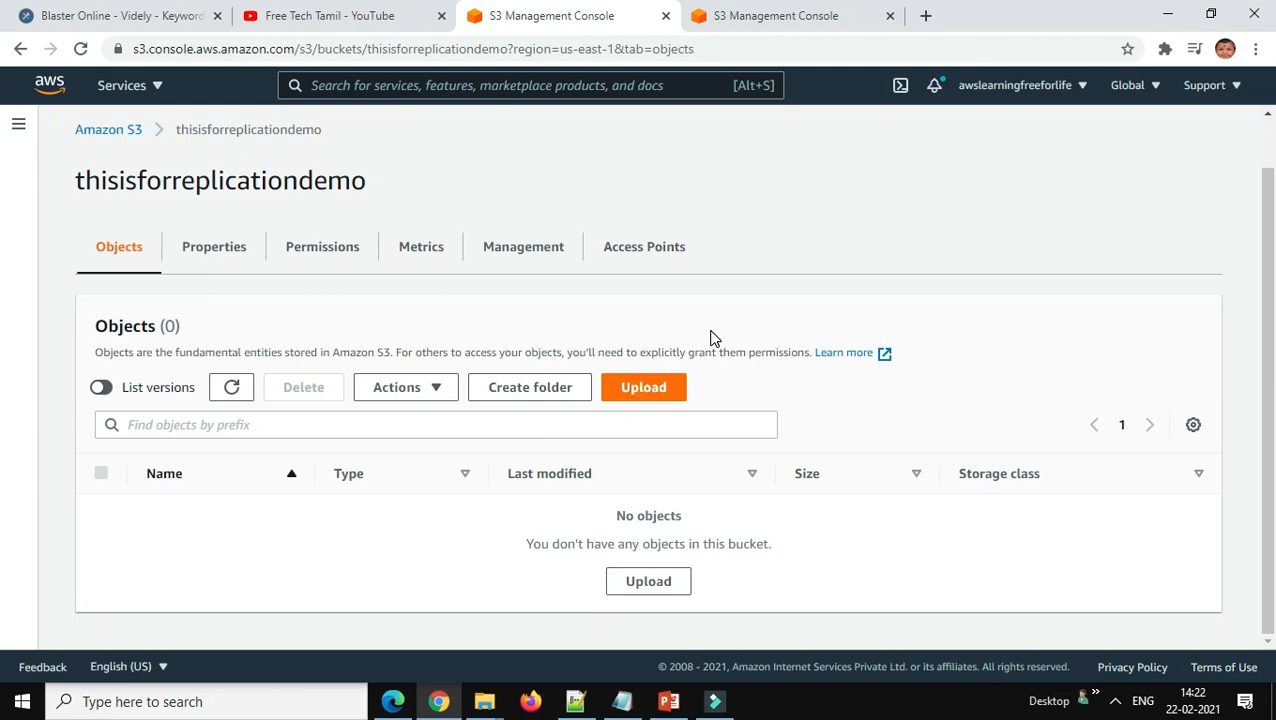 Blaster Online - Videly - Keyword
Free Tech Tamil - YouTube
S3 Management Console
S3 Management Console
s3.console.aws.amazon.com/s3/buckets/thisisforreplicationdemo?region=us-east-1&tab=objects
aws
Services
Search for services, features, marketplace products, and docs
[Alt+S]
awslearningfreeforlife
Global
Support
Amazon S3
thisisforreplicationdemo
thisisforreplicationdemo
Objects
Properties
Permissions
Metrics
Management
Access Points
Objects (0)
Objects are the fundamental entities stored in Amazon S3. For others to access your objects, you'll need to explicitly grant them permissions. Learn more
List versions
Delete
Actions
Create folder
Upload
Find objects by prefix
1
Name
Type
Last modified
Size
Storage class
No objects
You don't have any objects in this bucket.
Upload
Feedback
English (US)
© 2008 - 2021, Amazon Internet Services Private Ltd. or its affiliates. All rights reserved.
Privacy Policy
Terms of Use
Type here to search
Desktop
ENG
14:22
22-02-2021